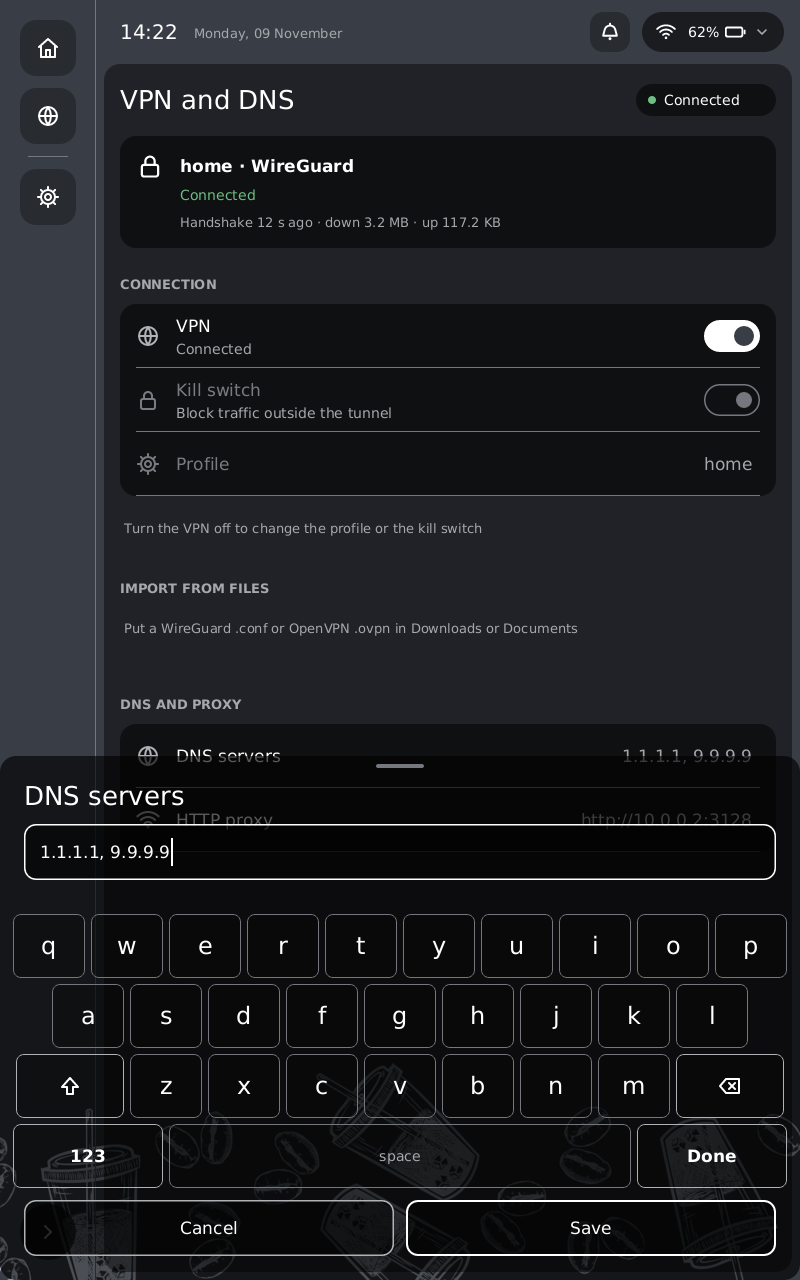 14:22 Monday, 09 November 62%
VPN and DNS Connected
home · WireGuard
Connected
Handshake 12 s ago · down 3.2 MB · up 117.2 KB
CONNECTION
VPN
Connected
Kill switch
Block traffic outside the tunnel
Profile home
Turn the VPN off to change the profile or the kill switch
IMPORT FROM FILES
Put a WireGuard .conf or OpenVPN .ovpn in Downloads or Documents
DNS AND PROXY
DNS servers 1.1.1.1, 9.9.9.9
DNS servers
HTTP proxy http://10.0.0.2:3128
1.1.1.1, 9.9.9.9
q w e r t y u i o p
a s d f g h j k l
z x c v b n m
123 space Done
Cancel Save